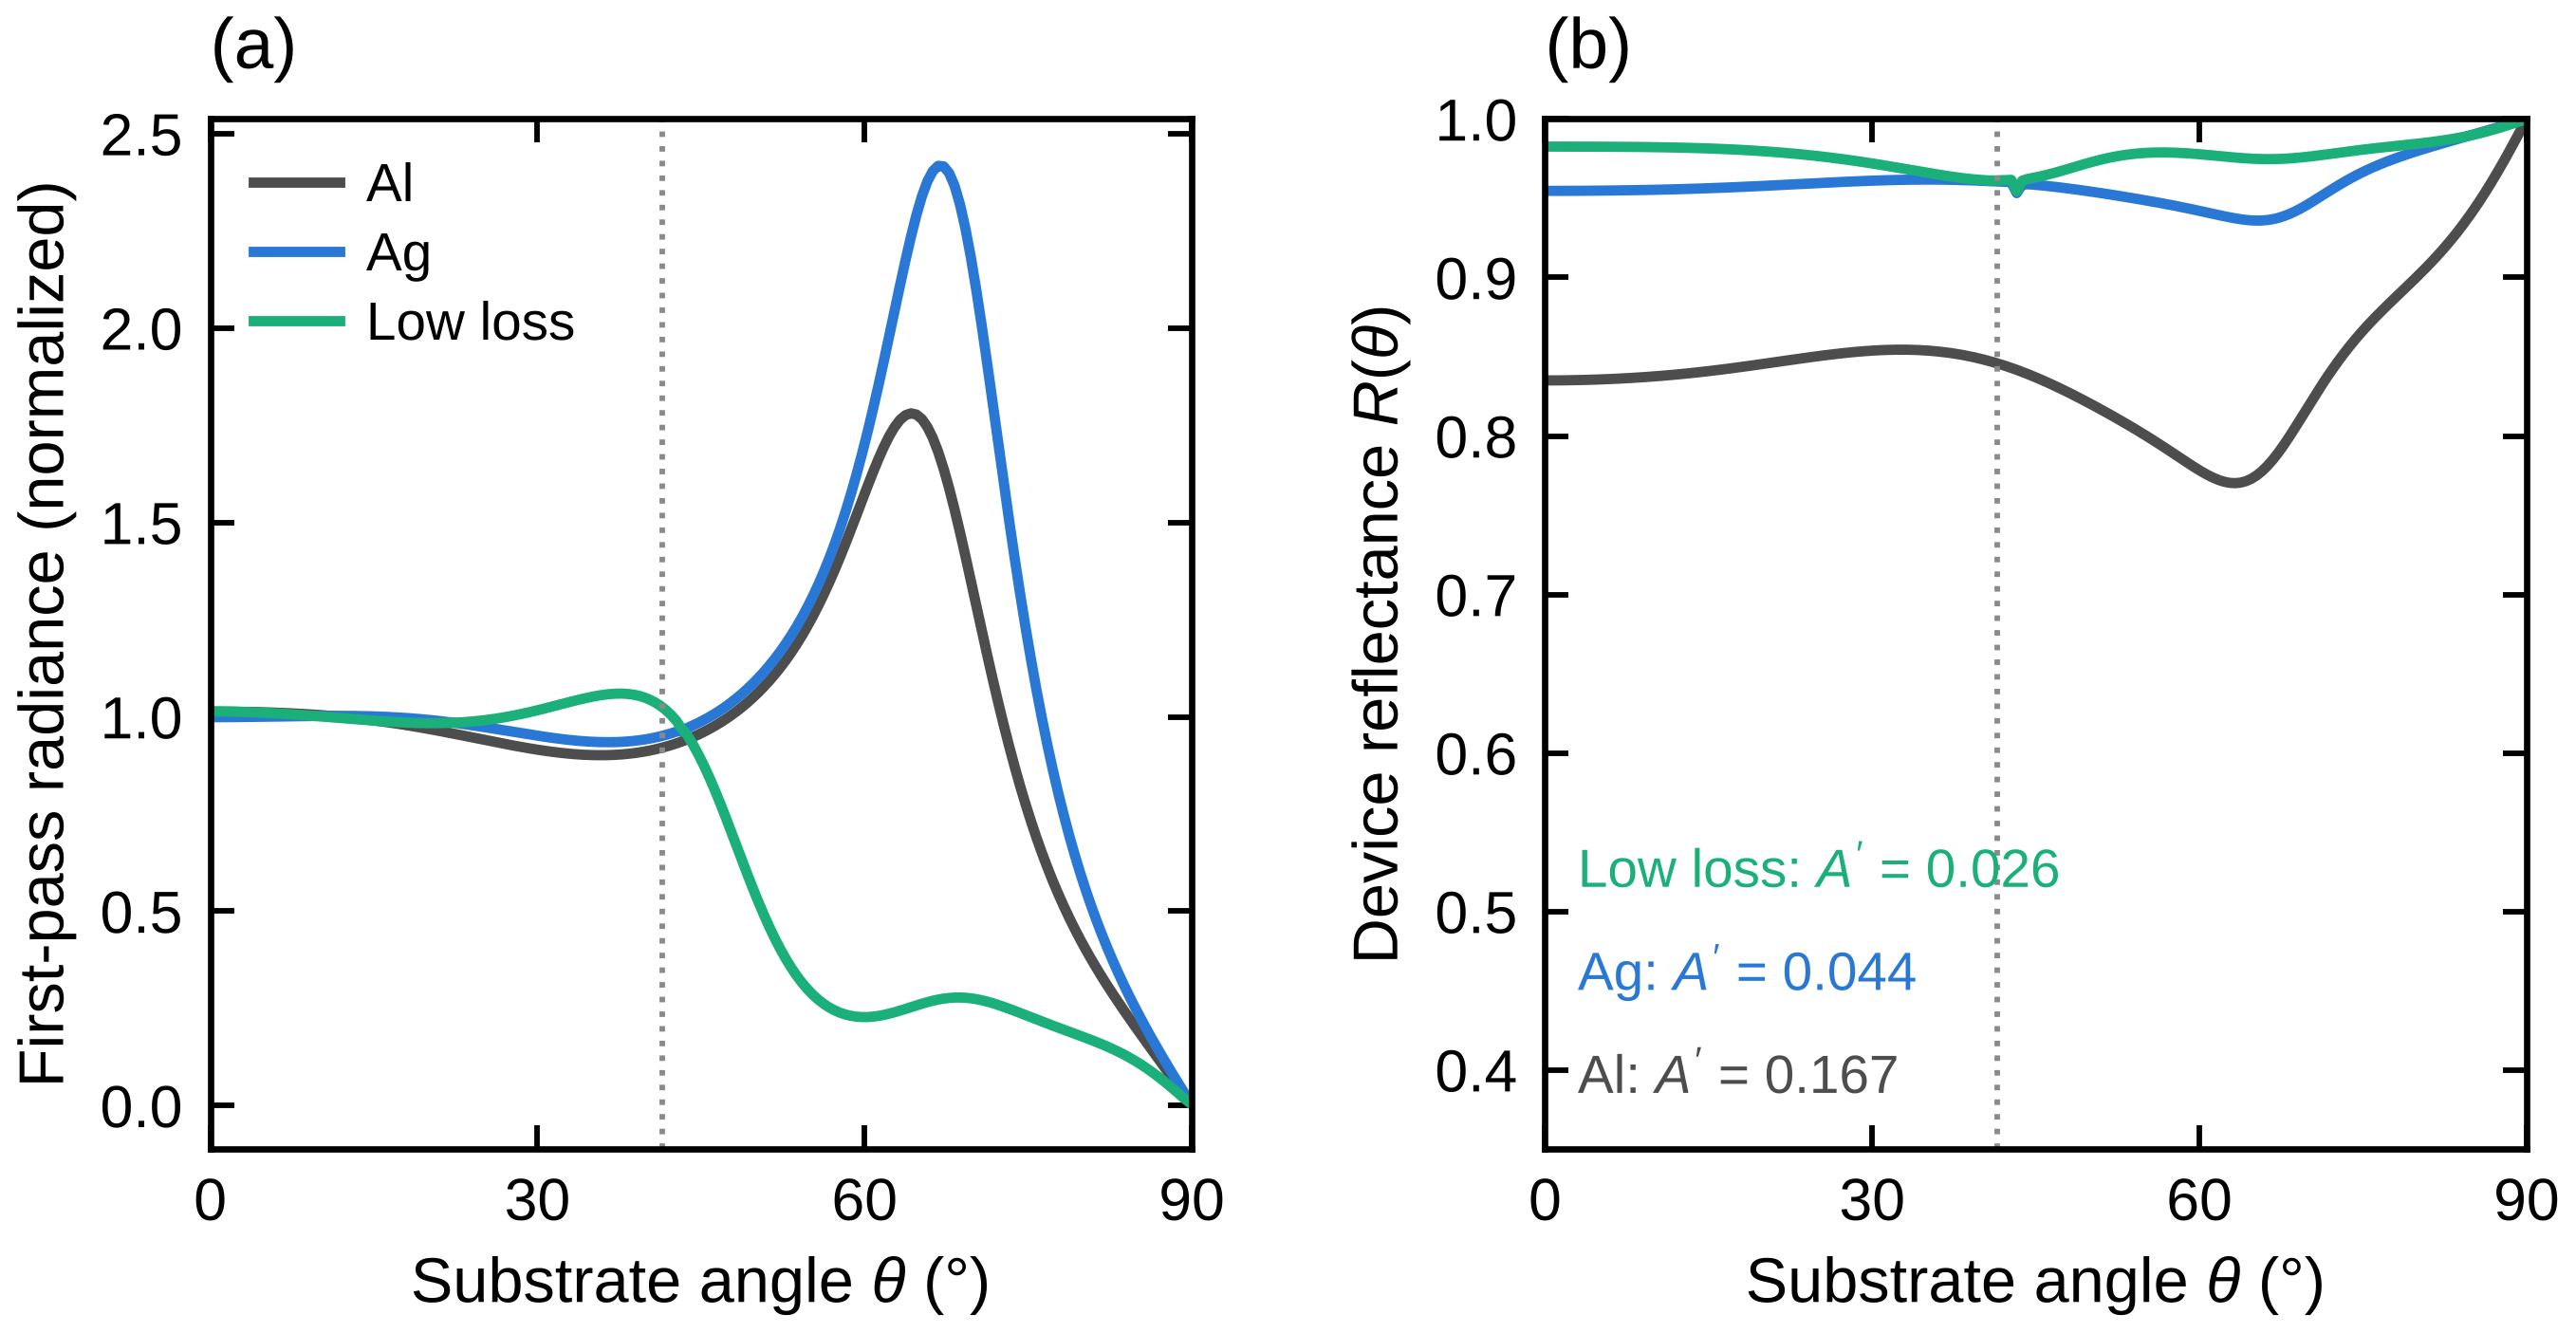 (a)
First-pass radiance (normalized)
2.5
2.0
1.5
1.0
0.5
0.0
Al
Ag
Low loss
0 30 60 90
Substrate angle θ (°)
(b)
Device reflectance R(θ)
1.0
0.9
0.8
0.7
0.6
0.5
0.4
Low loss: A′ = 0.026
Ag: A′ = 0.044
Al: A′ = 0.167
0 30 60 90
Substrate angle θ (°)